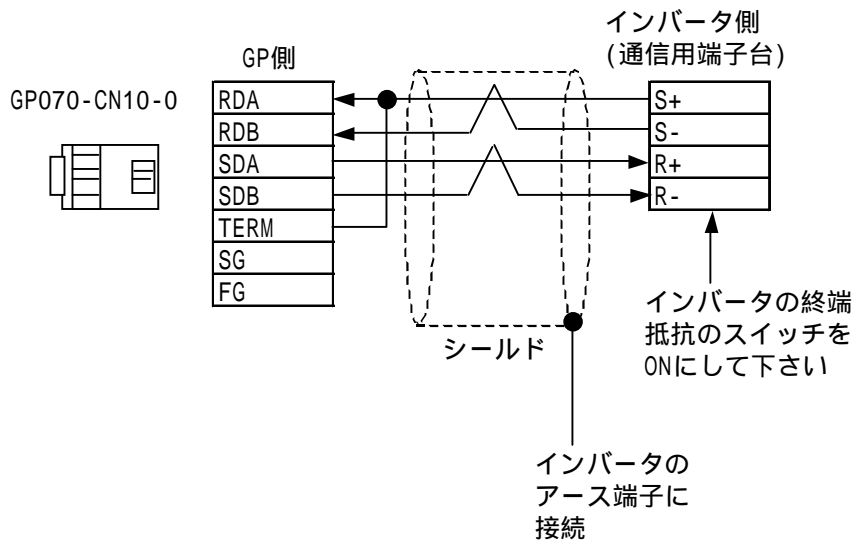 インバータ側
(通信用端子台)
GP側
GP070-CN10-0
RDA
RDB
SDA
SDB
TERM
SG
FG
S+
S-
R+
R-
シールド
インバータの終端
抵抗のスイッチを
ONにして下さい
インバータの
アース端子に
接続